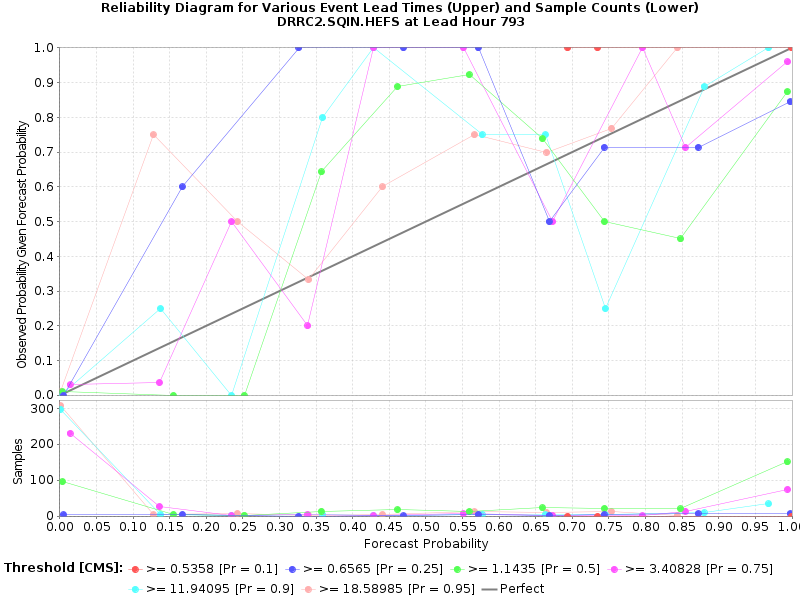 Reliability Diagram for Various Event Lead Times (Upper) and Sample Counts (Lower)
DRRC2.SQIN.HEFS at Lead Hour 793
Observed Probability Given Forecast Probability
1.0
0.9
0.8
0.7
0.6
0.5
0.4
0.3
0.2
0.1
0.0
Samples
300
200
100
0
0.00 0.05 0.10 0.15 0.20 0.25 0.30 0.35 0.40 0.45 0.50 0.55 0.60 0.65 0.70 0.75 0.80 0.85 0.90 0.95 1.0
Forecast Probability
Threshold [CMS]: >= 0.5358 [Pr = 0.1] >= 0.6565 [Pr = 0.25] >= 1.1435 [Pr = 0.5] >= 3.40828 [Pr = 0.75]
>= 11.94095 [Pr = 0.9] >= 18.58985 [Pr = 0.95] Perfect